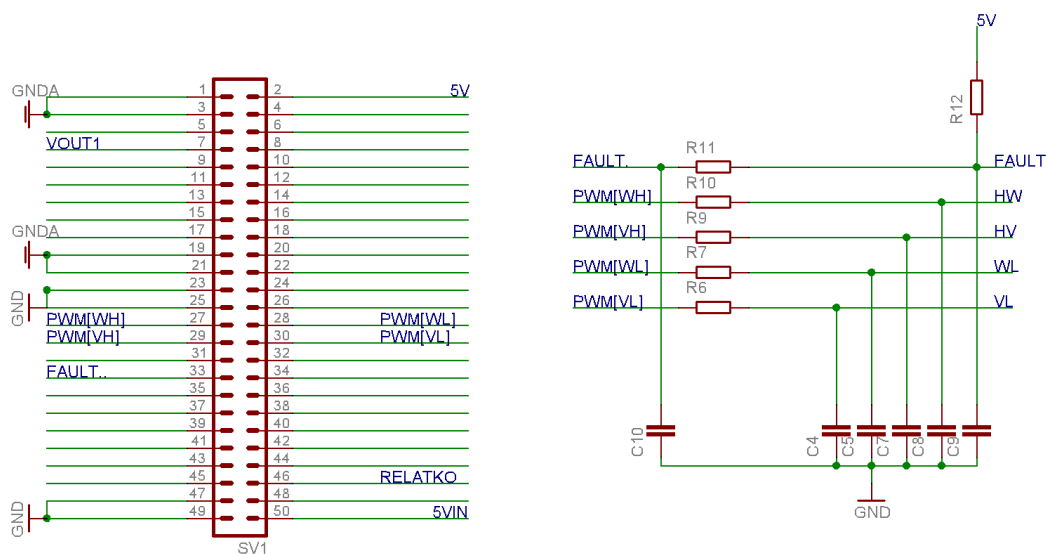 GNDA
1 2 5V
3 4
5 6
VOUT1 7 8
9 10
11 12
13 14
15 16
17 18
GNDA 19 20
21 22
23 24
GND 25 26
PWM[WH] 27 28 PWM[WL]
PWM[VH] 29 30 PWM[VL]
31 32
FAULT.. 33 34
35 36
37 38
39 40
41 42
43 44
45 46 RELATKO
47 48
GND 49 50 5VIN
SV1
5V
R12
R11
FAULT. FAULT
R10
PWM[WH] HW
R9
PWM[VH] HV
R7
PWM[WL] WL
R6
PWM[VL] VL
C10 C4 C5 C7 C8 C9
GND